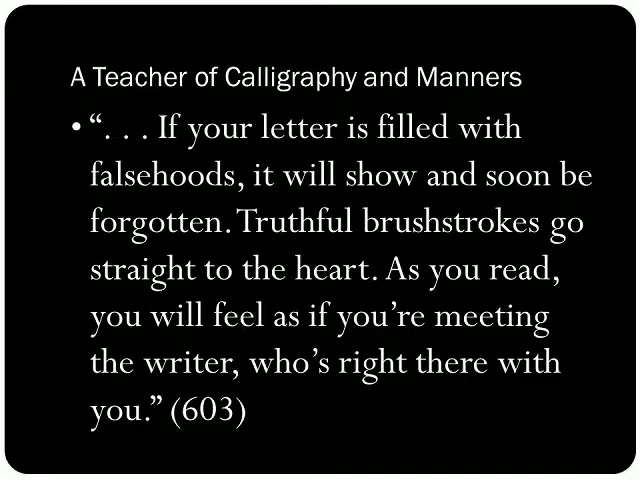 A Teacher of Calligraphy and Manners
• “. . . If your letter is filled with
falsehoods, it will show and soon be
forgotten. Truthful brushstrokes go
straight to the heart. As you read,
you will feel as if you’re meeting
the writer, who’s right there with
you.” (603)